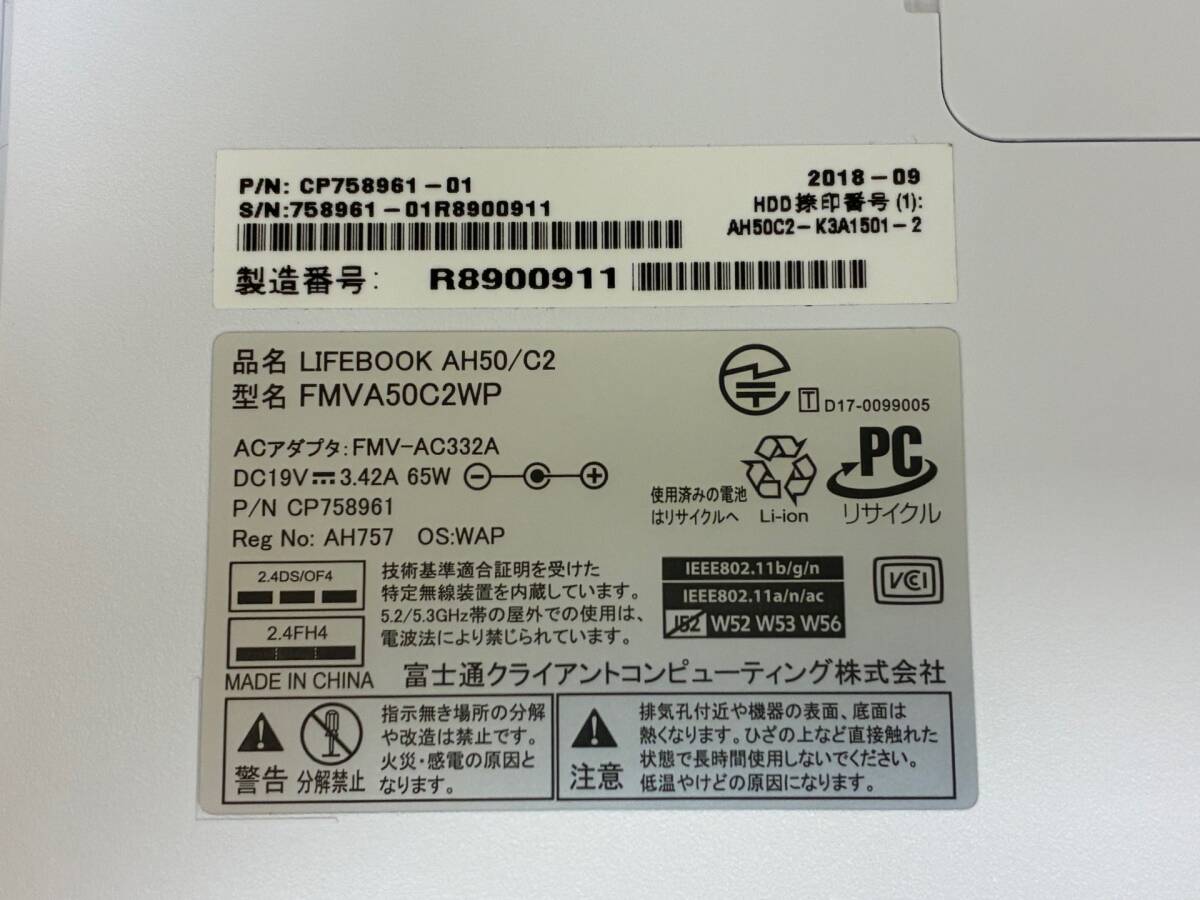 P/N: CP758961-01
S/N:758961-01R8900911
2018-09
HDD捺印番号(1):
AH50C2-K3A1501-2
製造番号: R8900911
品名 LIFEBOOK AH50/C2
型名 FMVA50C2WP
T D17-0099005
ACアダプタ:FMV-AC332A
DC19V 3.42A 65W
P/N CP758961
Reg No: AH757 OS:WAP
使用済みの電池
はリサイクルへ
Li-ion
PC
リサイクル
2.4DS/OF4
2.4FH4
技術基準適合証明を受けた
特定無線装置を内蔵しています。
5.2/5.3GHz帯の屋外での使用は、
電波法により禁じられています。
IEEE802.11b/g/n
IEEE802.11a/n/ac
J52 W52 W53 W56
VCCI
MADE IN CHINA
富士通クライアントコンピューティング株式会社
警告
分解禁止
指示無き場所の分解
や改造は禁止です。
火災・感電の原因と
なります。
注意
排気孔付近や機器の表面、底面は
熱くなります。ひざの上など直接触れた
状態で長時間使用しないでください。
低温やけどの原因になります。